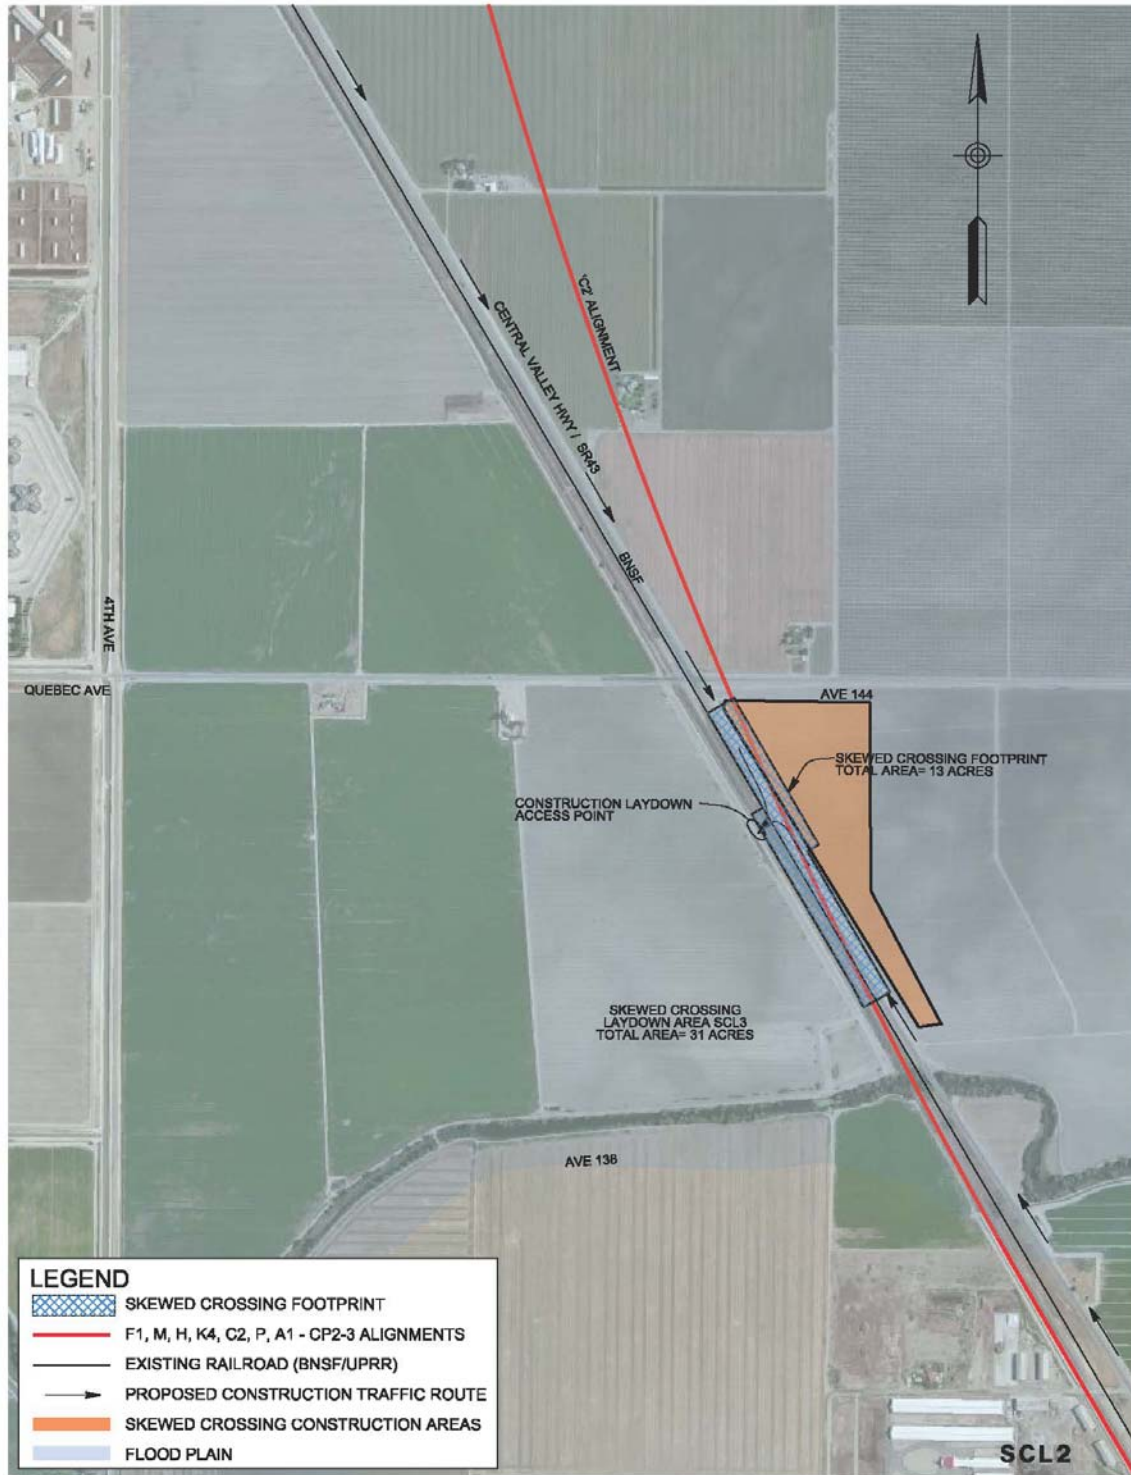 'C2' ALIGNMENT
CENTRAL VALLEY HWY / SR43
BNSF
4TH AVE
QUEBEC AVE
AVE 144
SKEWED CROSSING FOOTPRINT
TOTAL AREA= 13 ACRES
CONSTRUCTION LAYDOWN
ACCESS POINT
SKEWED CROSSING
LAYDOWN AREA SCL3
TOTAL AREA= 31 ACRES
AVE 136
LEGEND
SKEWED CROSSING FOOTPRINT
F1, M, H, K4, C2, P, A1 - CP2-3 ALIGNMENTS
EXISTING RAILROAD (BNSF/UPRR)
PROPOSED CONSTRUCTION TRAFFIC ROUTE
SKEWED CROSSING CONSTRUCTION AREAS
FLOOD PLAIN
SCL2